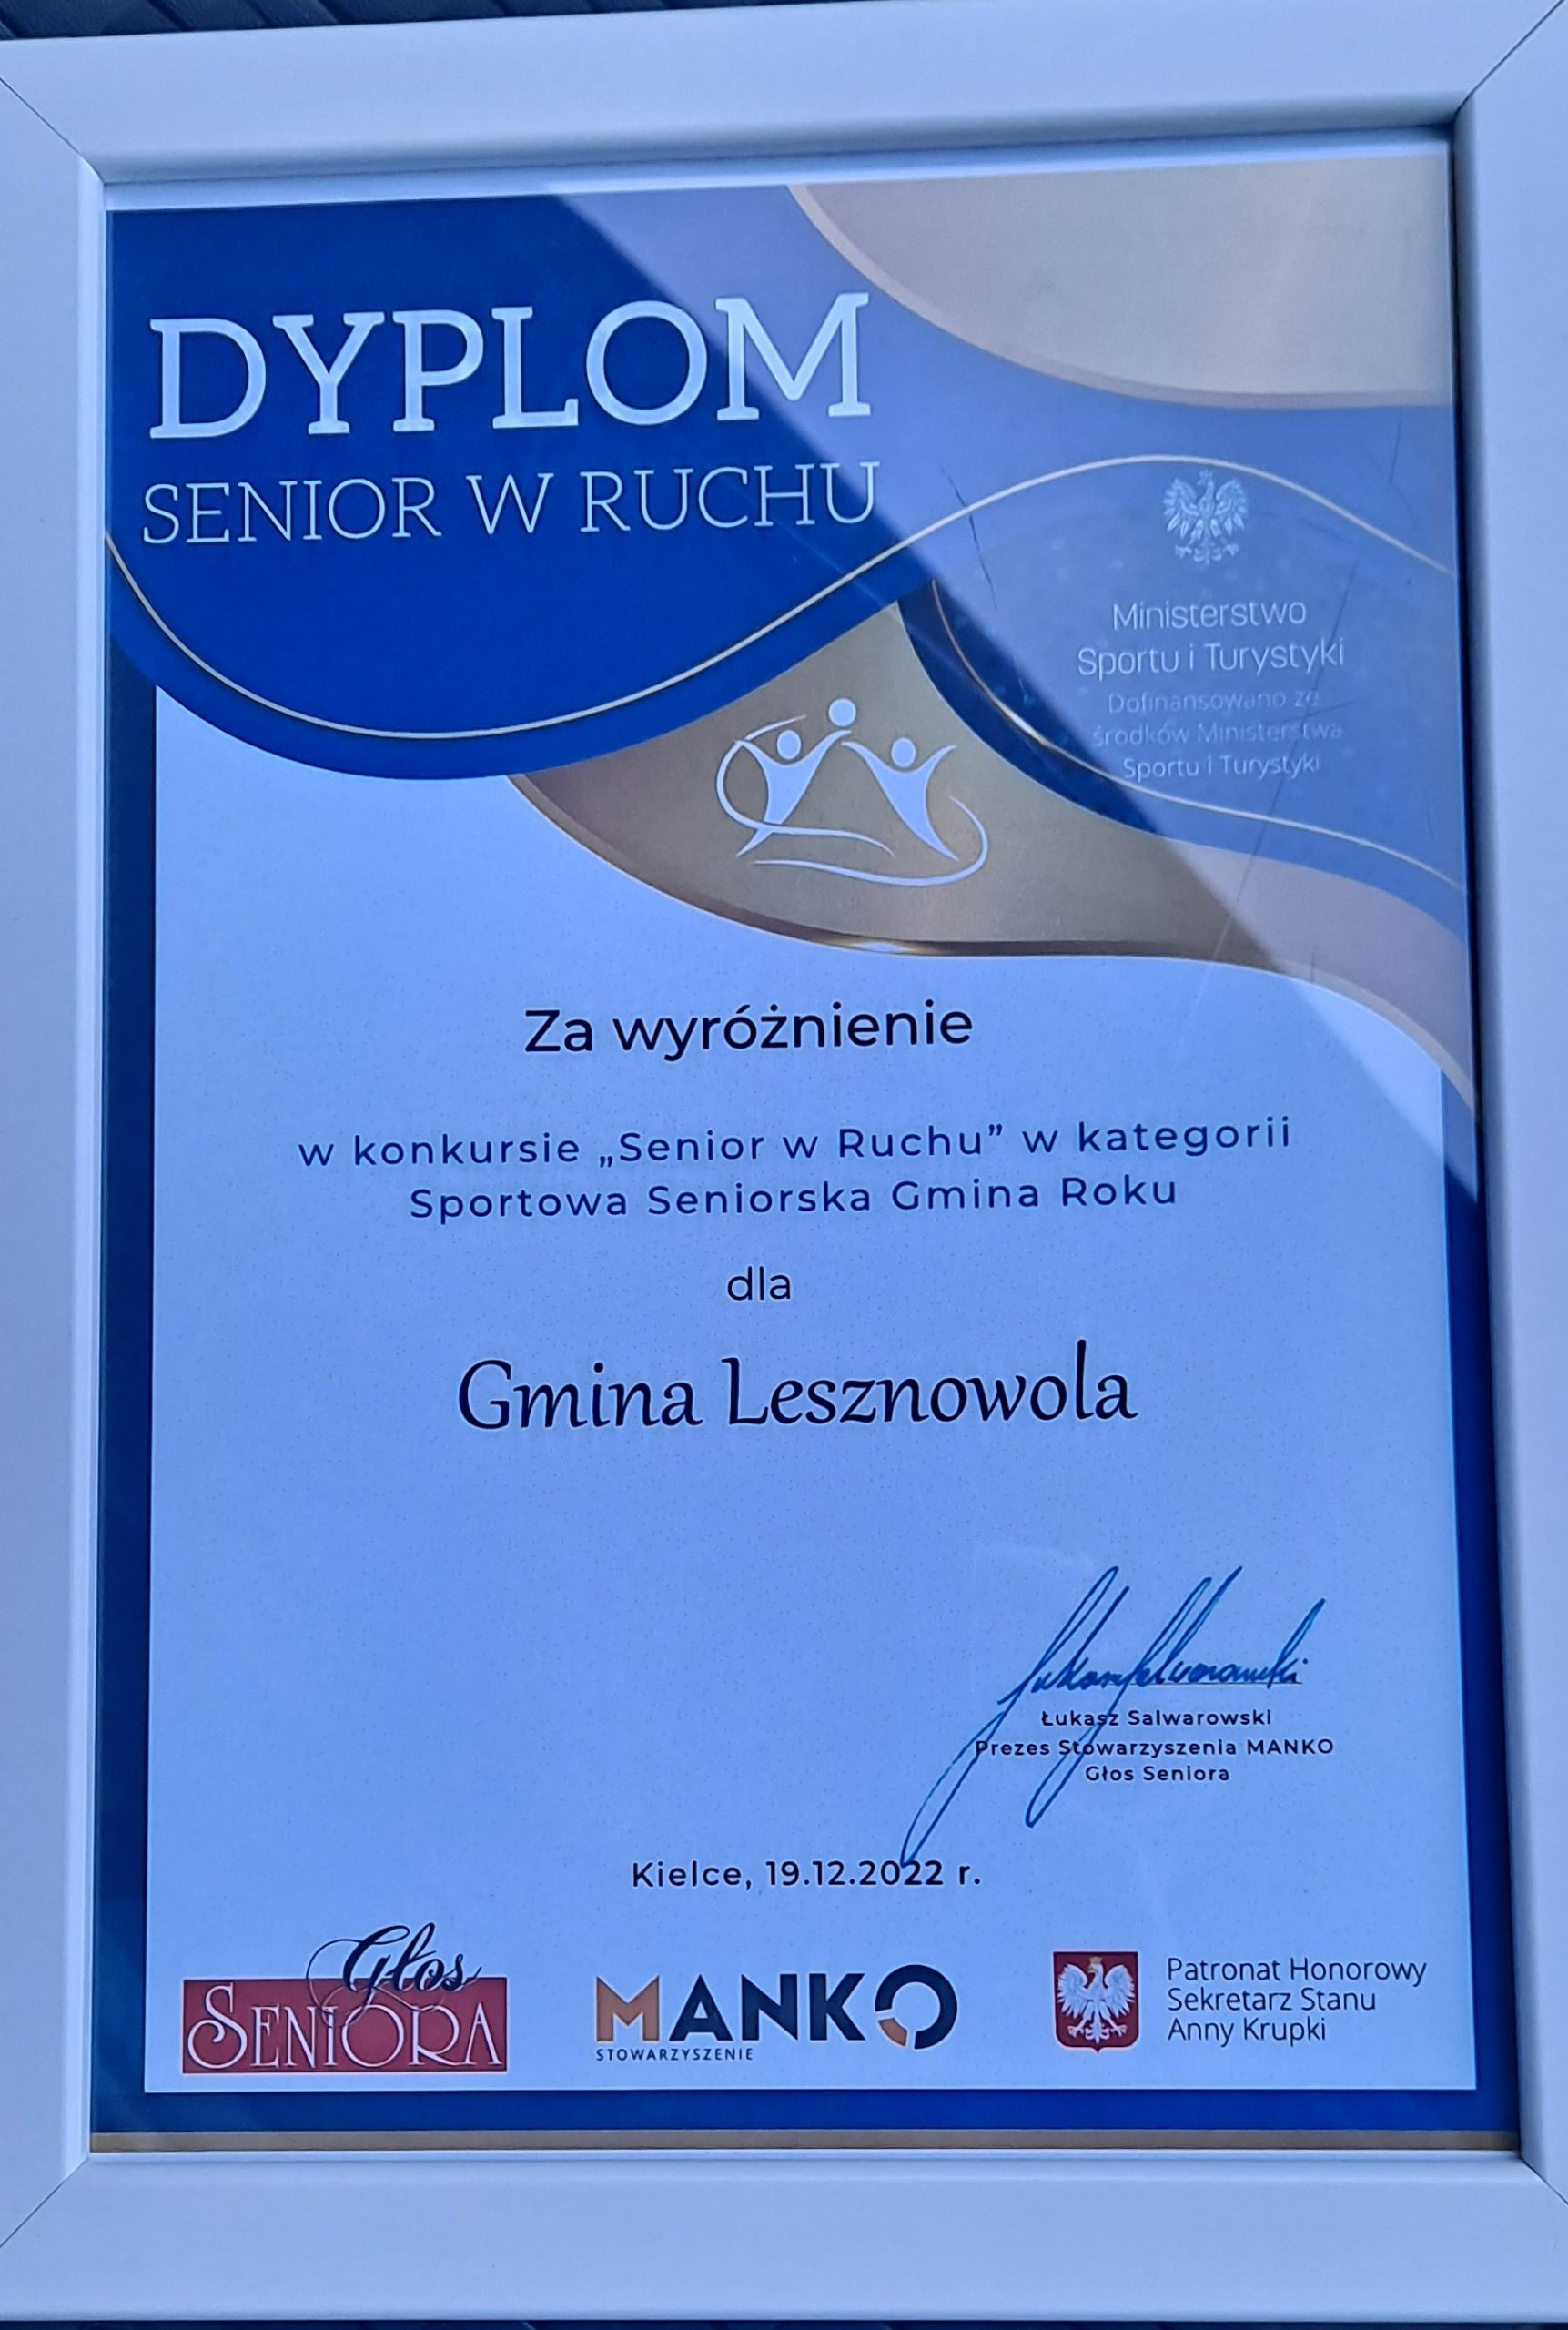 DYPLOM
SENIOR W RUCHU
Ministerstwo
Sportu i Turystyki
Dofinansowano ze
środków Ministerstwa
Sportu i Turystyki
Za wyróżnienie
w konkursie „Senior w Ruchu” w kategorii
Sportowa Seniorska Gmina Roku
dla
Gmina Lesznowola
Łukasz Salwarowski
Łukasz Salwarowski
Prezes Stowarzyszenia MANKO
Głos Seniora
Kielce, 19.12.2022 r.
Głos
SENIORA
MANKO
STOWARZYSZENIE
Patronat Honorowy
Sekretarz Stanu
Anny Krupki